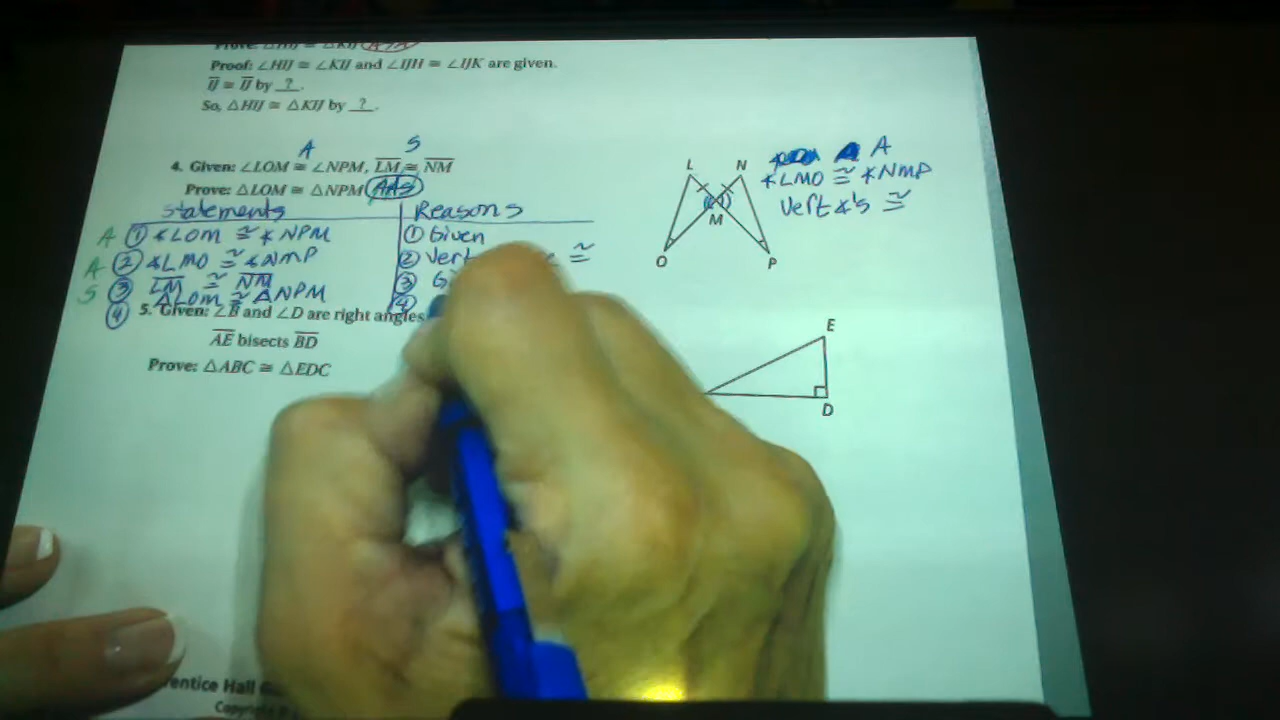 Prove: △HIJ ≅ △KIJ
Proof: ∠HIJ ≅ ∠KIJ and ∠IJH ≅ ∠IJK are given.
IJ ≅ IJ by ?.
So, △HIJ ≅ △KIJ by ?.
A S
4. Given: ∠LOM ≅ ∠NPM, LM ≅ NM
Prove: △LOM ≅ △NPM AAS
Statements Reasons
A ① ∡LOM ≅ ∡NPM ① Given
A ② ∡LMO ≅ ∡NMP ② Vert ≅
S ③ LM ≅ NM ③
④ △LOM ≅ △NPM ④
L N
M
O P
A
∡LMO ≅ ∡NMP
Vert ∡'s ≅
5. Given: ∠B and ∠D are right angles
AE bisects BD
Prove: △ABC ≅ △EDC
E
D